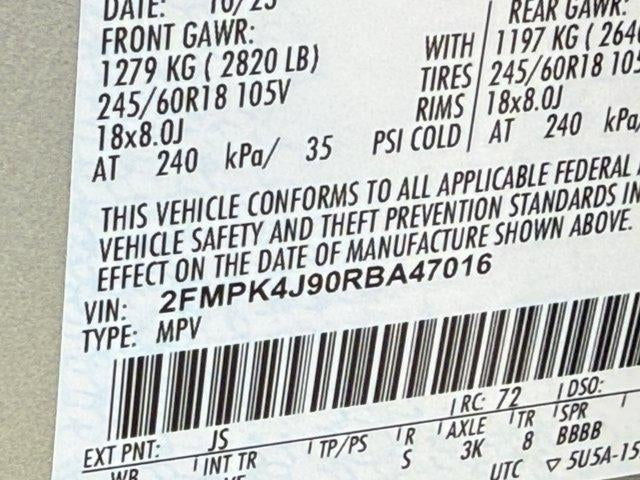 DATE: 10/23
FRONT GAWR:
1279 KG ( 2820 LB)
245/60R18 105V
18x8.0J
AT 240 kPa/ 35 PSI COLD
WITH
TIRES
RIMS
REAR GAWR:
1197 KG ( 264
245/60R18 105
18x8.0J
AT 240 kPa/
THIS VEHICLE CONFORMS TO ALL APPLICABLE FEDERAL
VEHICLE SAFETY AND THEFT PREVENTION STANDARDS IN
EFFECT ON THE DATE OF MANUFACTURE SHOWN ABOVE.
VIN: 2FMPK4J90RBA47016
TYPE: MPV
EXT PNT: JS RC: 72 DSO:
WB INT TR TP/PS R AXLE TR SPR
S 3K 8 BBBB
UTC ▽ 5U5A-15